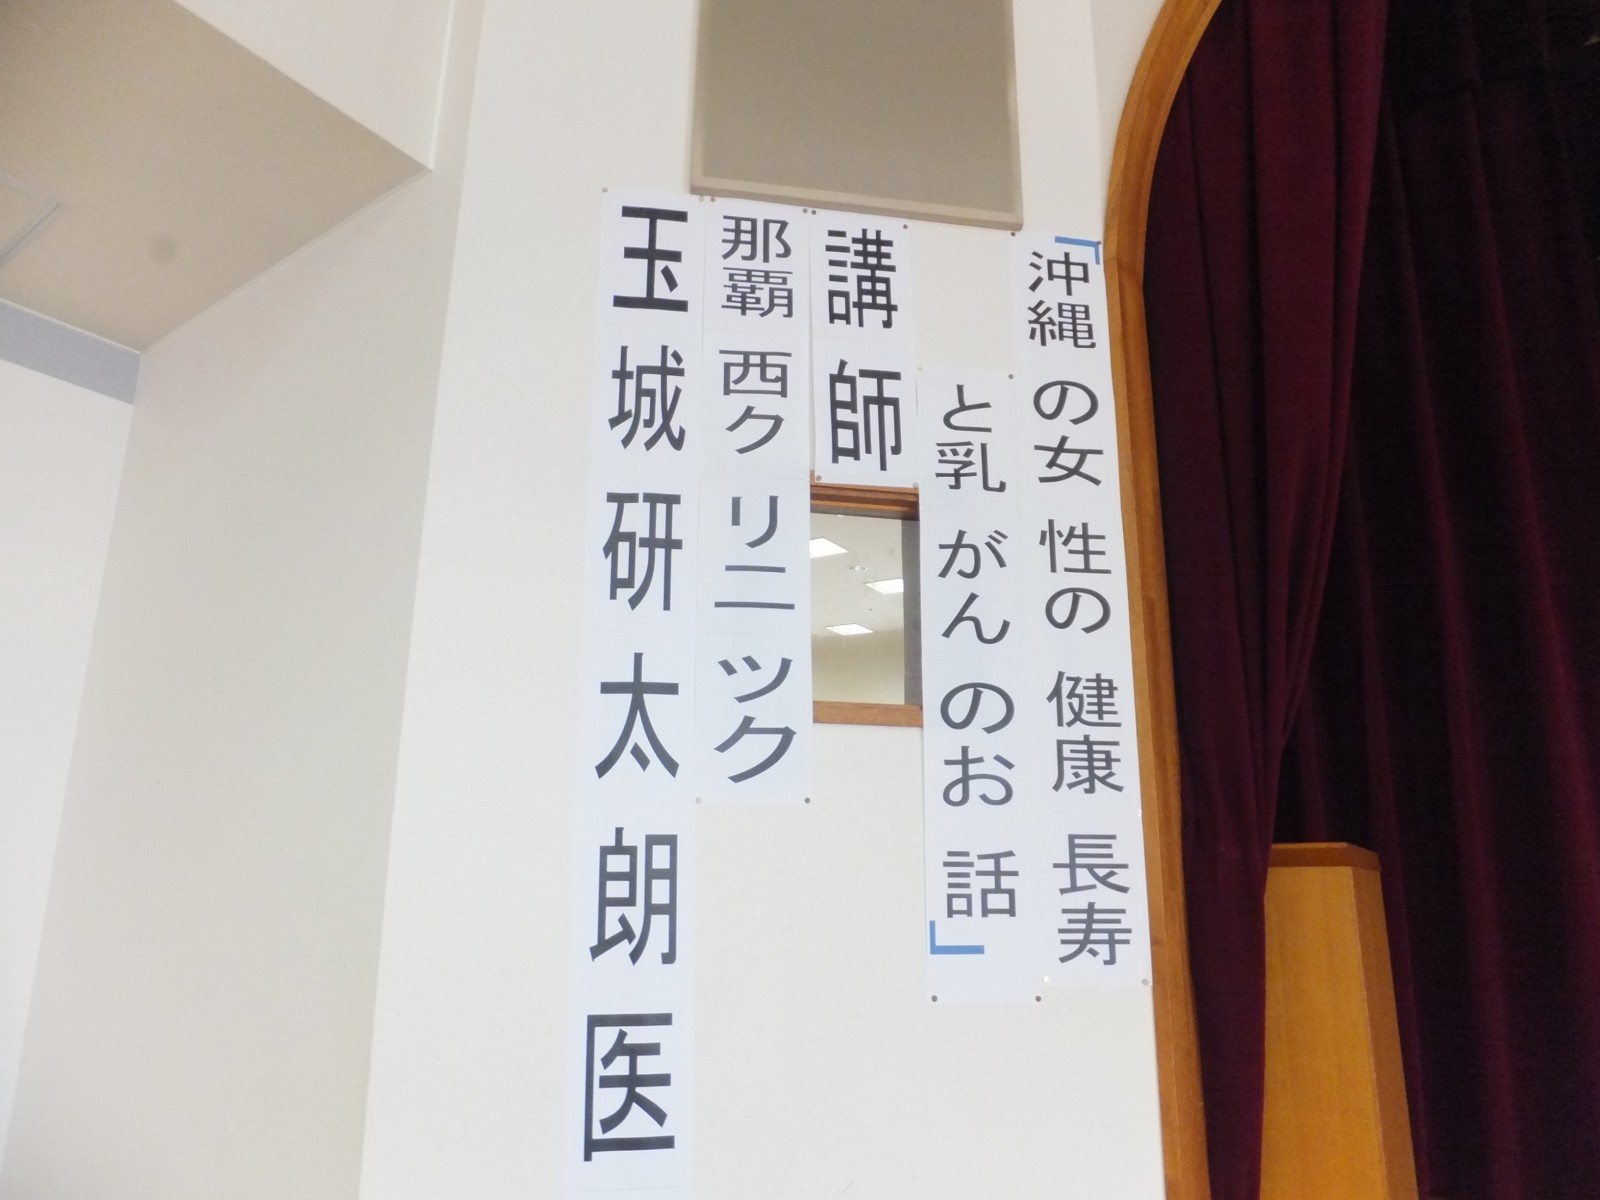 「沖縄の女性の健康長寿
と乳がんのお話」
講師
那覇西クリニック
玉城研太朗医